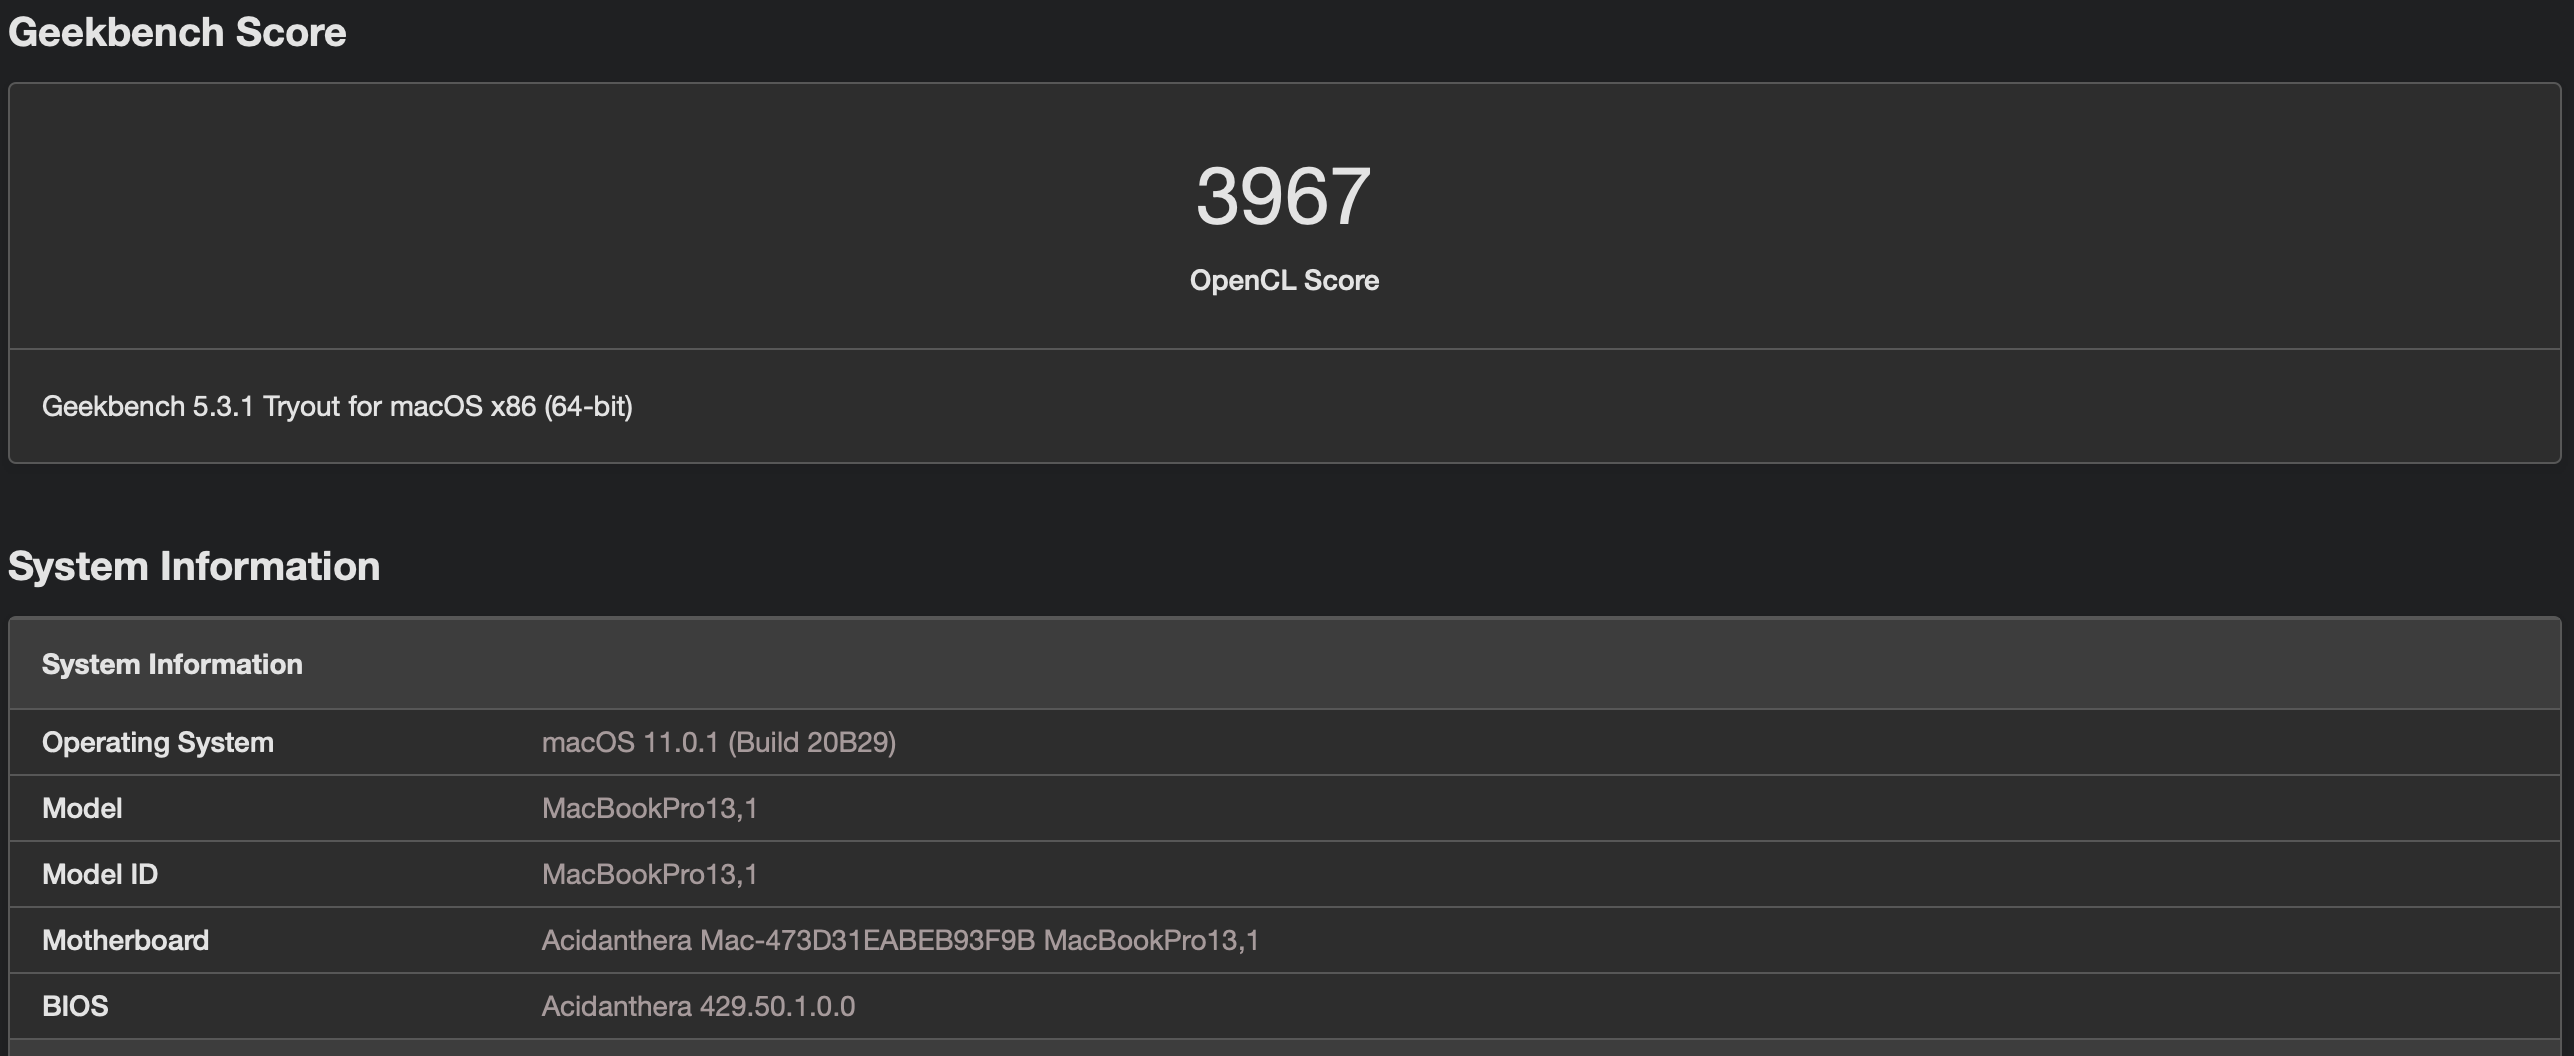 Geekbench Score
3967
OpenCL Score
Geekbench 5.3.1 Tryout for macOS x86 (64-bit)
System Information
System Information
Operating System macOS 11.0.1 (Build 20B29)
Model MacBookPro13,1
Model ID MacBookPro13,1
Motherboard Acidanthera Mac-473D31EABEB93F9B MacBookPro13,1
BIOS Acidanthera 429.50.1.0.0